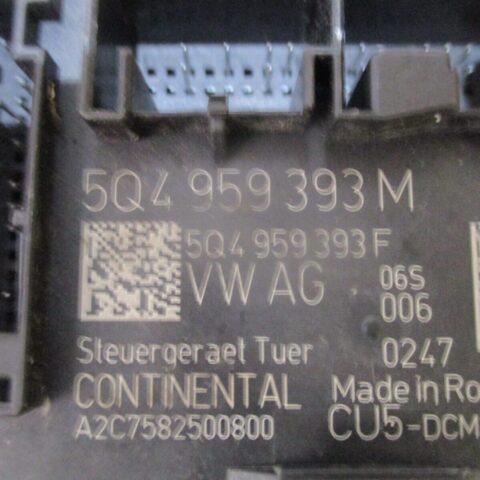 5Q4 959 393 M
5Q4 959 393 F
VW AG 06S
006
Steuergeraet Tuer 0247
CONTINENTAL Made in Ro
A2C7582500800 CU5-DCM